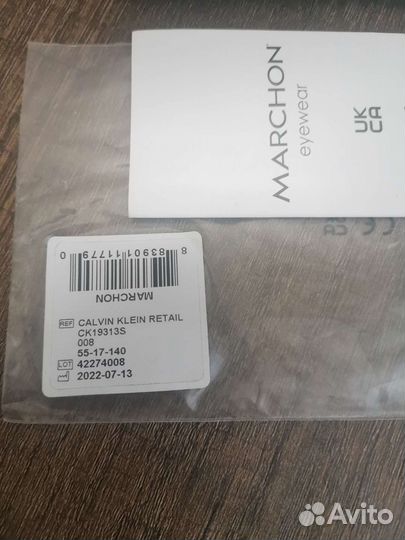 MARCHON
eyewear
UK
CA
8 83901 11779 0
MARCHON
REF CALVIN KLEIN RETAIL
CK19313S
008
55-17-140
LOT 42274008
2022-07-13
Avito